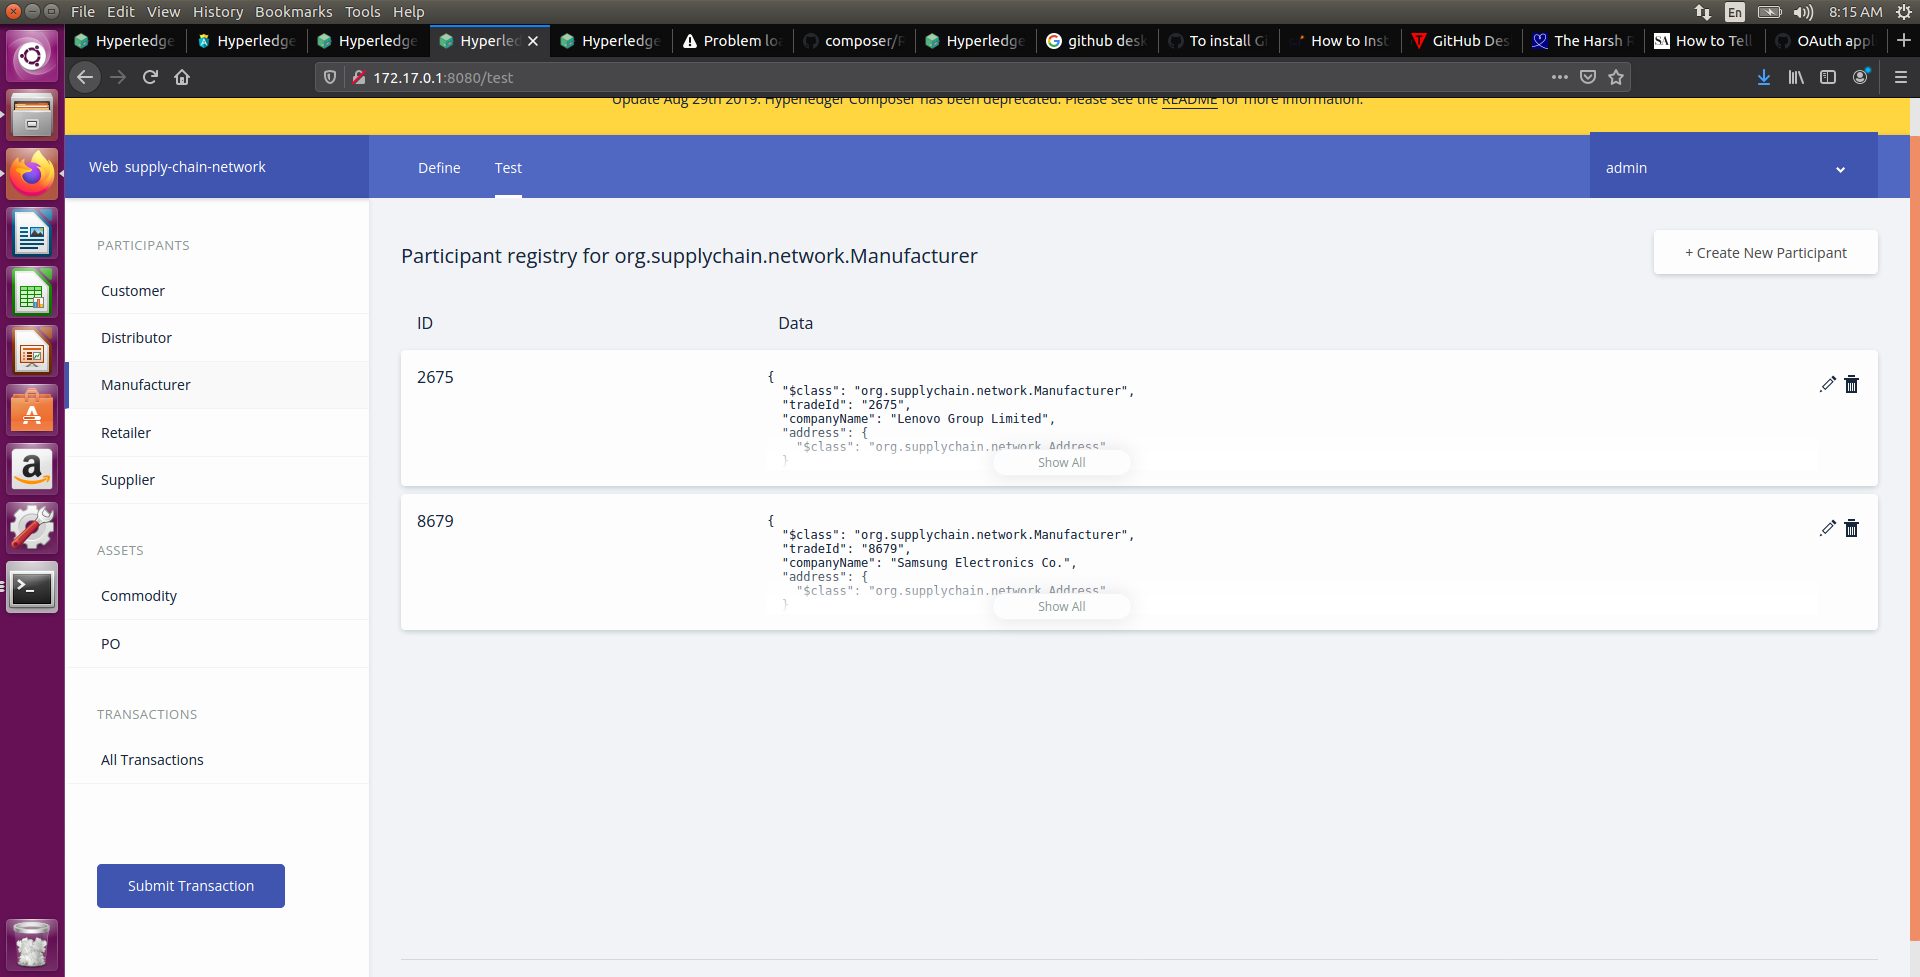 File Edit View History Bookmarks Tools Help
En
8:15 AM
Hyperledge Hyperledge Hyperledge Hyperled Hyperledge Problem lo composer/ Hyperledge github desk To install G How to Inst GitHub Des The Harsh How to Tell OAuth appl
172.17.0.1:8080/test
Update Aug 29th 2019: Hyperledger Composer has been deprecated. Please see the README for more information.
Web supply-chain-network
Define
Test
admin
PARTICIPANTS
Customer
Distributor
Manufacturer
Retailer
Supplier
ASSETS
Commodity
PO
TRANSACTIONS
All Transactions
Submit Transaction
Participant registry for org.supplychain.network.Manufacturer
+ Create New Participant
ID
Data
2675
{
"$class": "org.supplychain.network.Manufacturer",
"tradeId": "2675",
"companyName": "Lenovo Group Limited",
"address": {
"$class": "org.supplychain.network.Address"
}
Show All
8679
{
"$class": "org.supplychain.network.Manufacturer",
"tradeId": "8679",
"companyName": "Samsung Electronics Co.",
"address": {
"$class": "org.supplychain.network.Address"
}
Show All